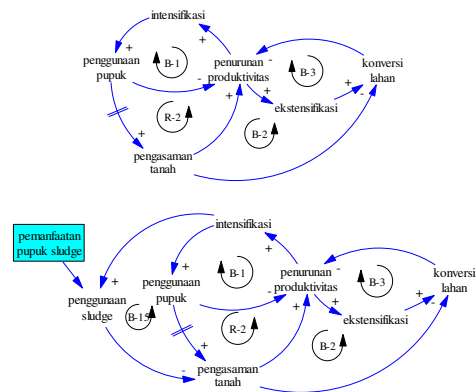 intensifikasi
+
+
penggunaan
pupuk
B-1
penurunan
produktivitas
-
-
B-3
konversi
lahan
+
-
R-2
+
+
ekstensifikasi
B-2
+
pengasaman
tanah
pemanfaatan
pupuk sludge
intensifikasi
+
+
+
penggunaan
pupuk
B-1
penurunan
produktivitas
-
-
B-3
konversi
lahan
penggunaan
sludge
B-15
R-2
+
+
+
-
ekstensifikasi
+
B-2
-
pengasaman
tanah